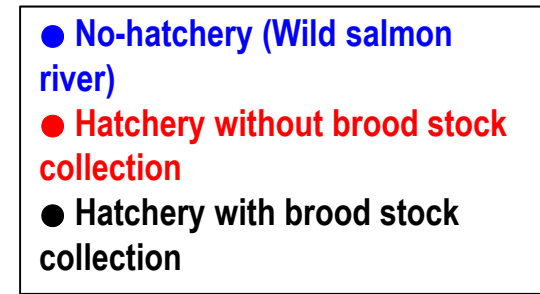 ● No-hatchery (Wild salmon
river)
● Hatchery without brood stock
collection
● Hatchery with brood stock
collection